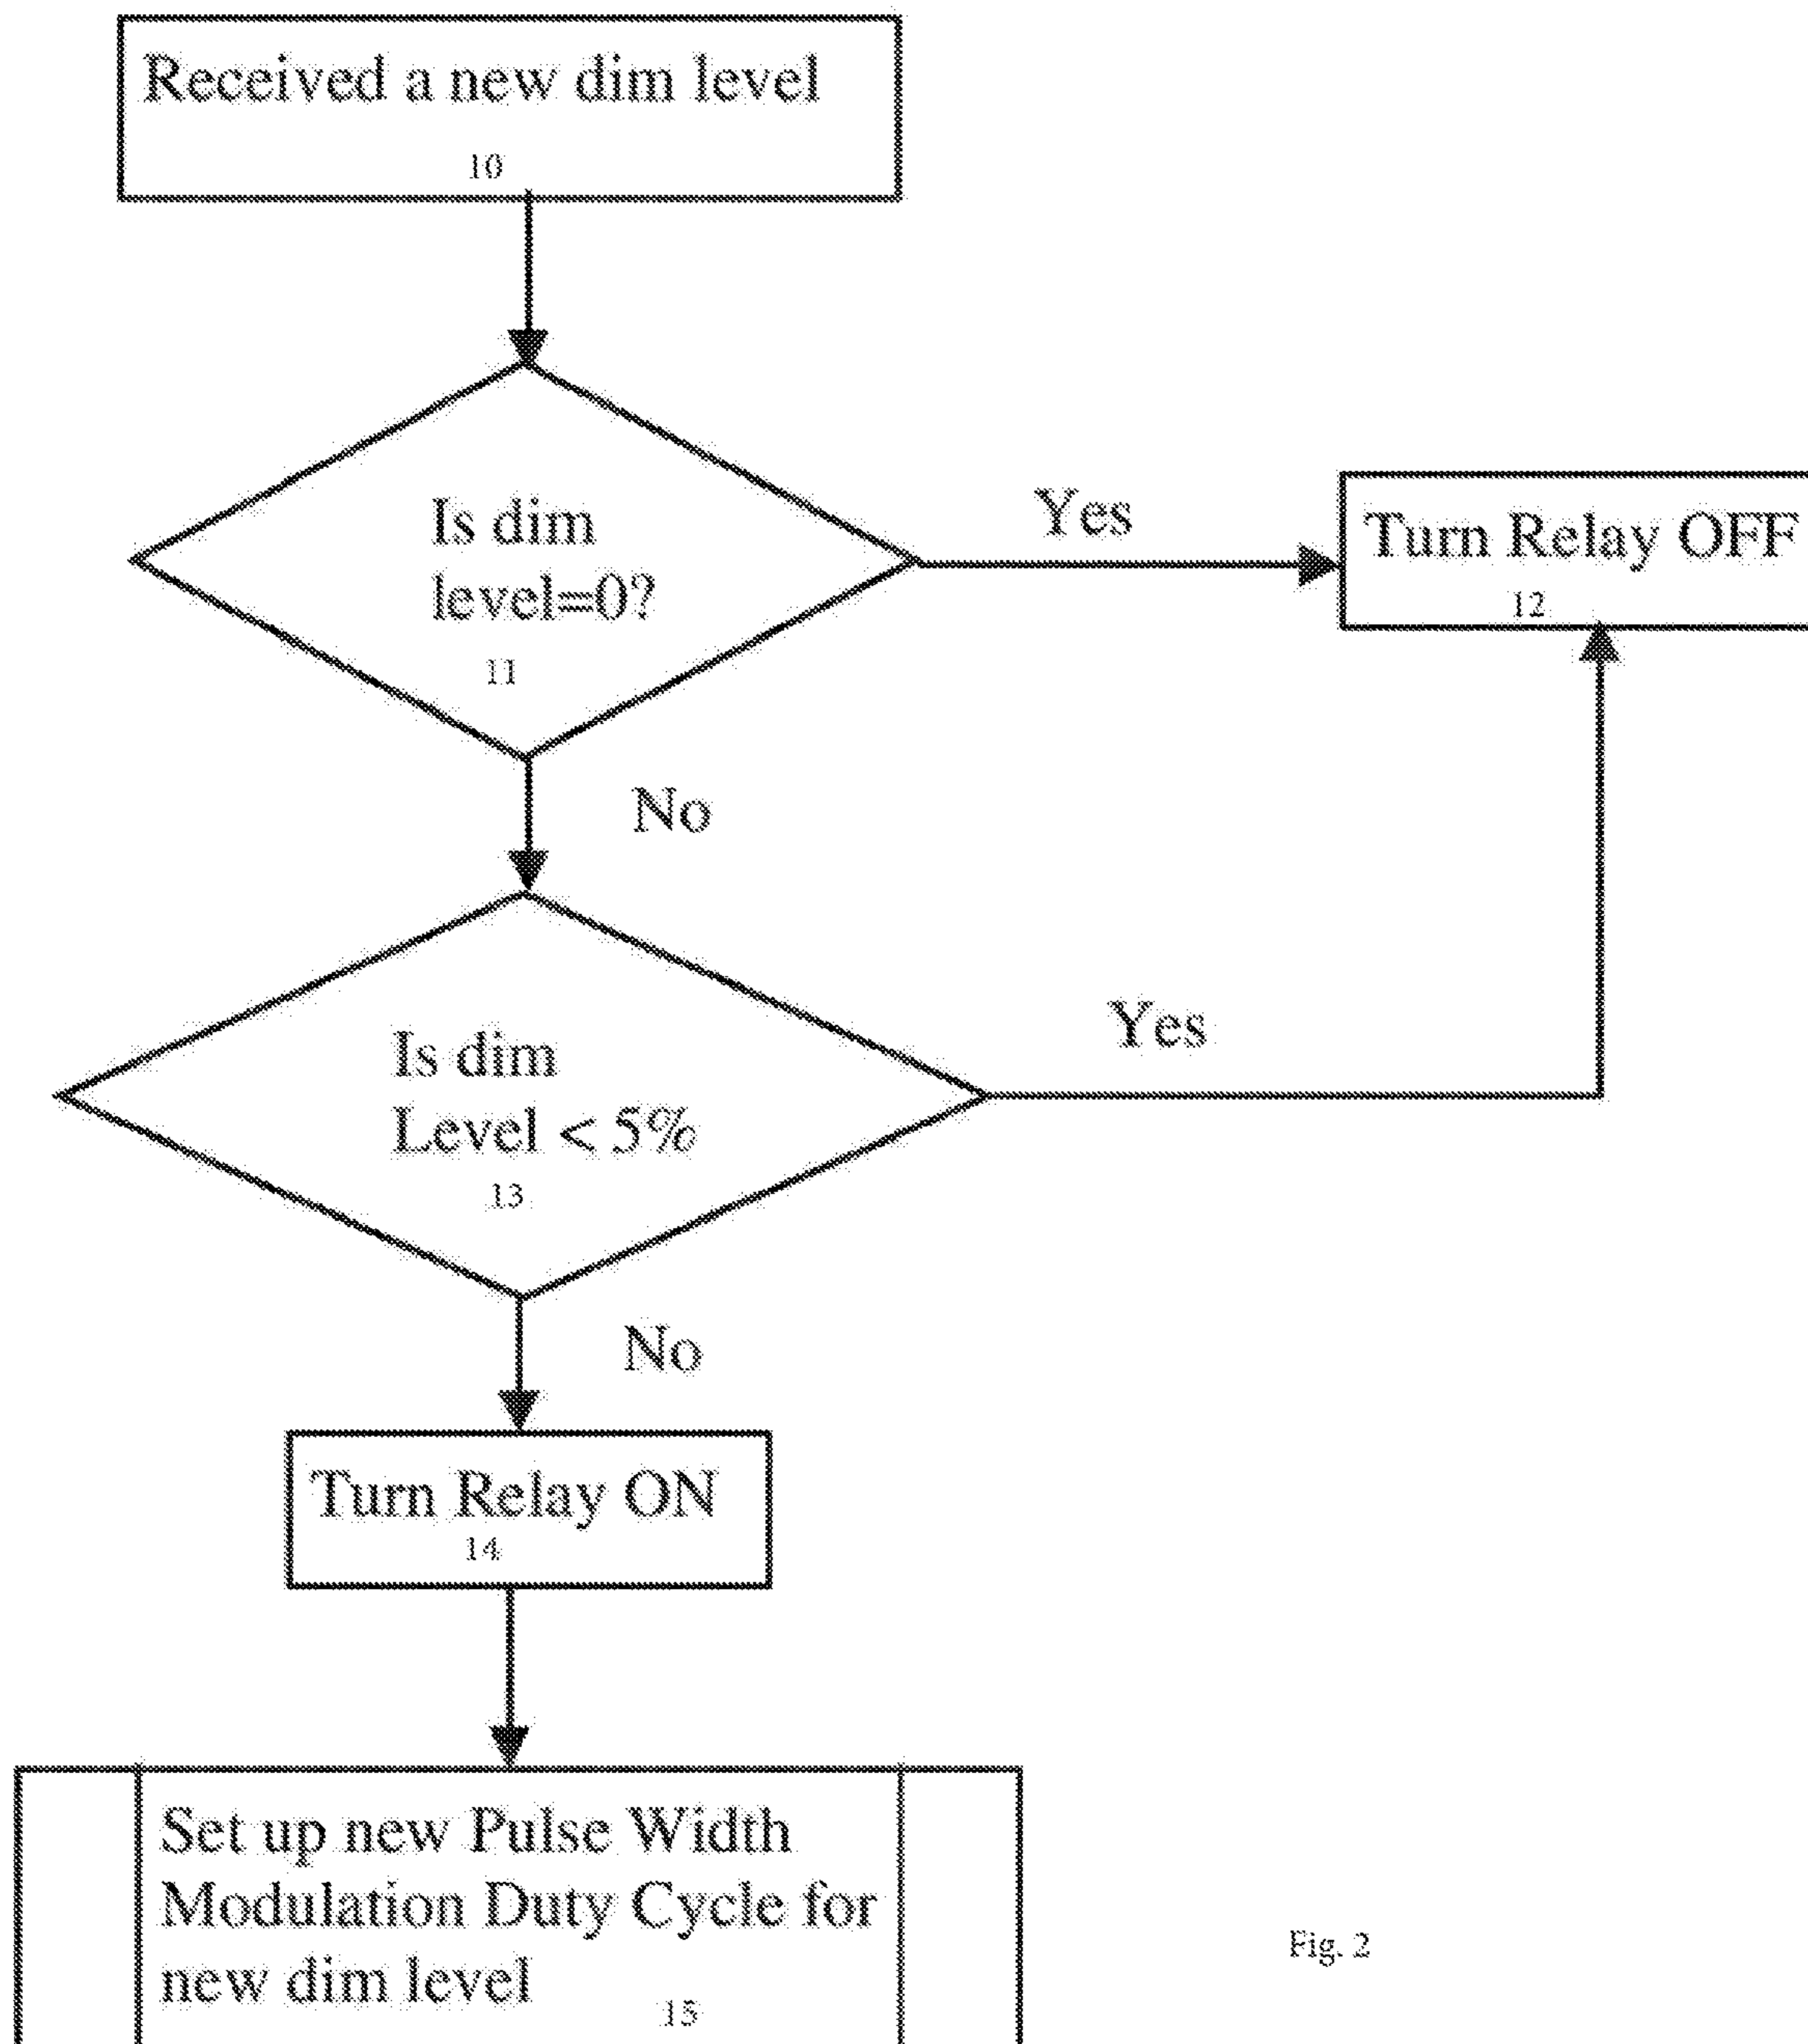 Received a new dim level
10
Is dim
level=0?
11
Yes
Turn Relay OFF
12
No
Is dim
Level < 5%
13
Yes
No
Turn Relay ON
14
Set up new Pulse Width
Modulation Duty Cycle for
new dim level
15
Fig. 2